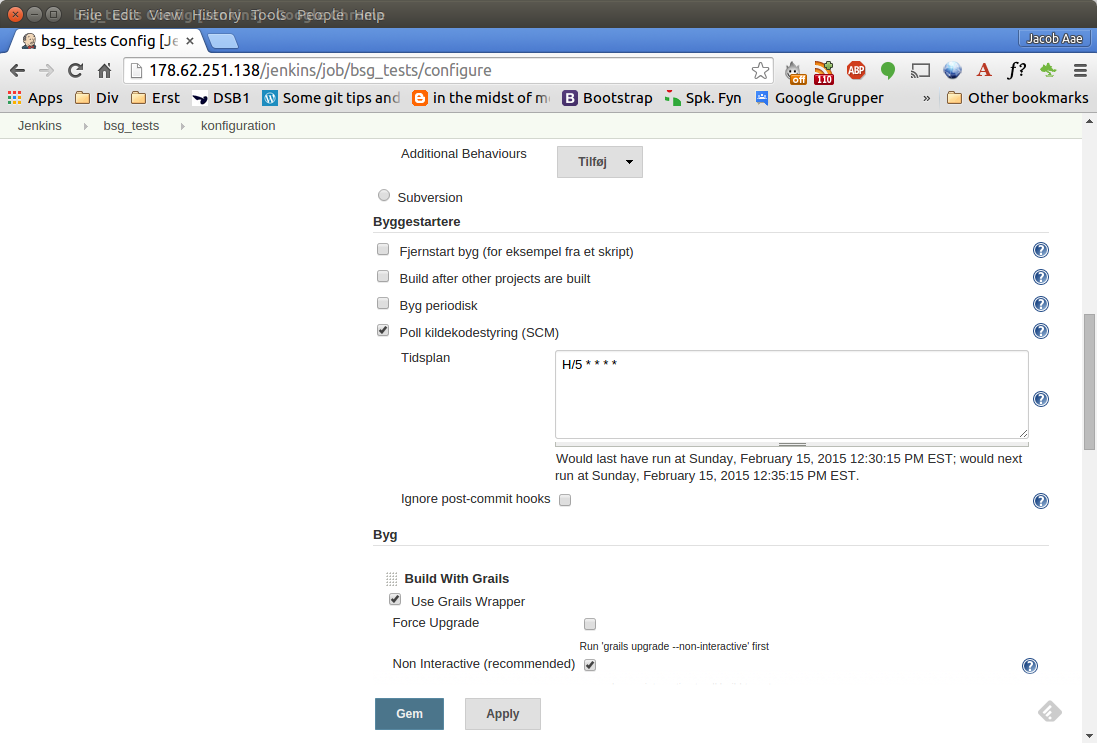 File Edit View History Tools People Help
bsg_tests Config [Je
Jacob Aae
178.62.251.138/jenkins/job/bsg_tests/configure
off
110
ABP
A
f?
Apps Div Erst DSB1 Some git tips and in the midst of m Bootstrap Spk. Fyn Google Grupper » Other bookmarks
Jenkins bsg_tests konfiguration
Additional Behaviours Tilføj
Subversion
Byggestartere
Fjernstart byg (for eksempel fra et skript)
Build after other projects are built
Byg periodisk
Poll kildekodestyring (SCM)
Tidsplan H/5 * * * *
Would last have run at Sunday, February 15, 2015 12:30:15 PM EST; would next
run at Sunday, February 15, 2015 12:35:15 PM EST.
Ignore post-commit hooks
Byg
Build With Grails
Use Grails Wrapper
Force Upgrade
Run 'grails upgrade --non-interactive' first
Non Interactive (recommended)
Gem Apply